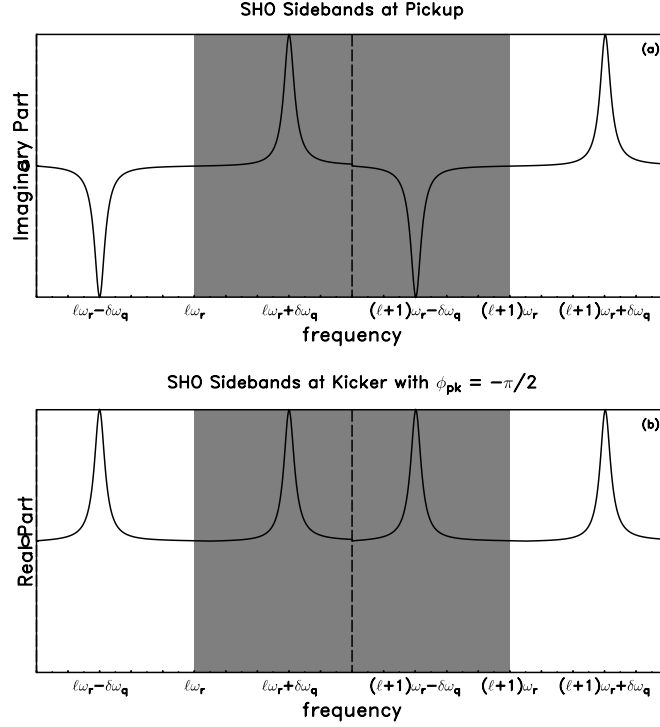 SHO Sidebands at Pickup
(a)
Imaginary Part
0
ℓωr−δωq ℓωr ℓωr+δωq (ℓ+1)ωr−δωq (ℓ+1)ωr (ℓ+1)ωr+δωq
frequency
SHO Sidebands at Kicker with ϕpk = −π/2
(b)
Real Part
0
ℓωr−δωq ℓωr ℓωr+δωq (ℓ+1)ωr−δωq (ℓ+1)ωr (ℓ+1)ωr+δωq
frequency